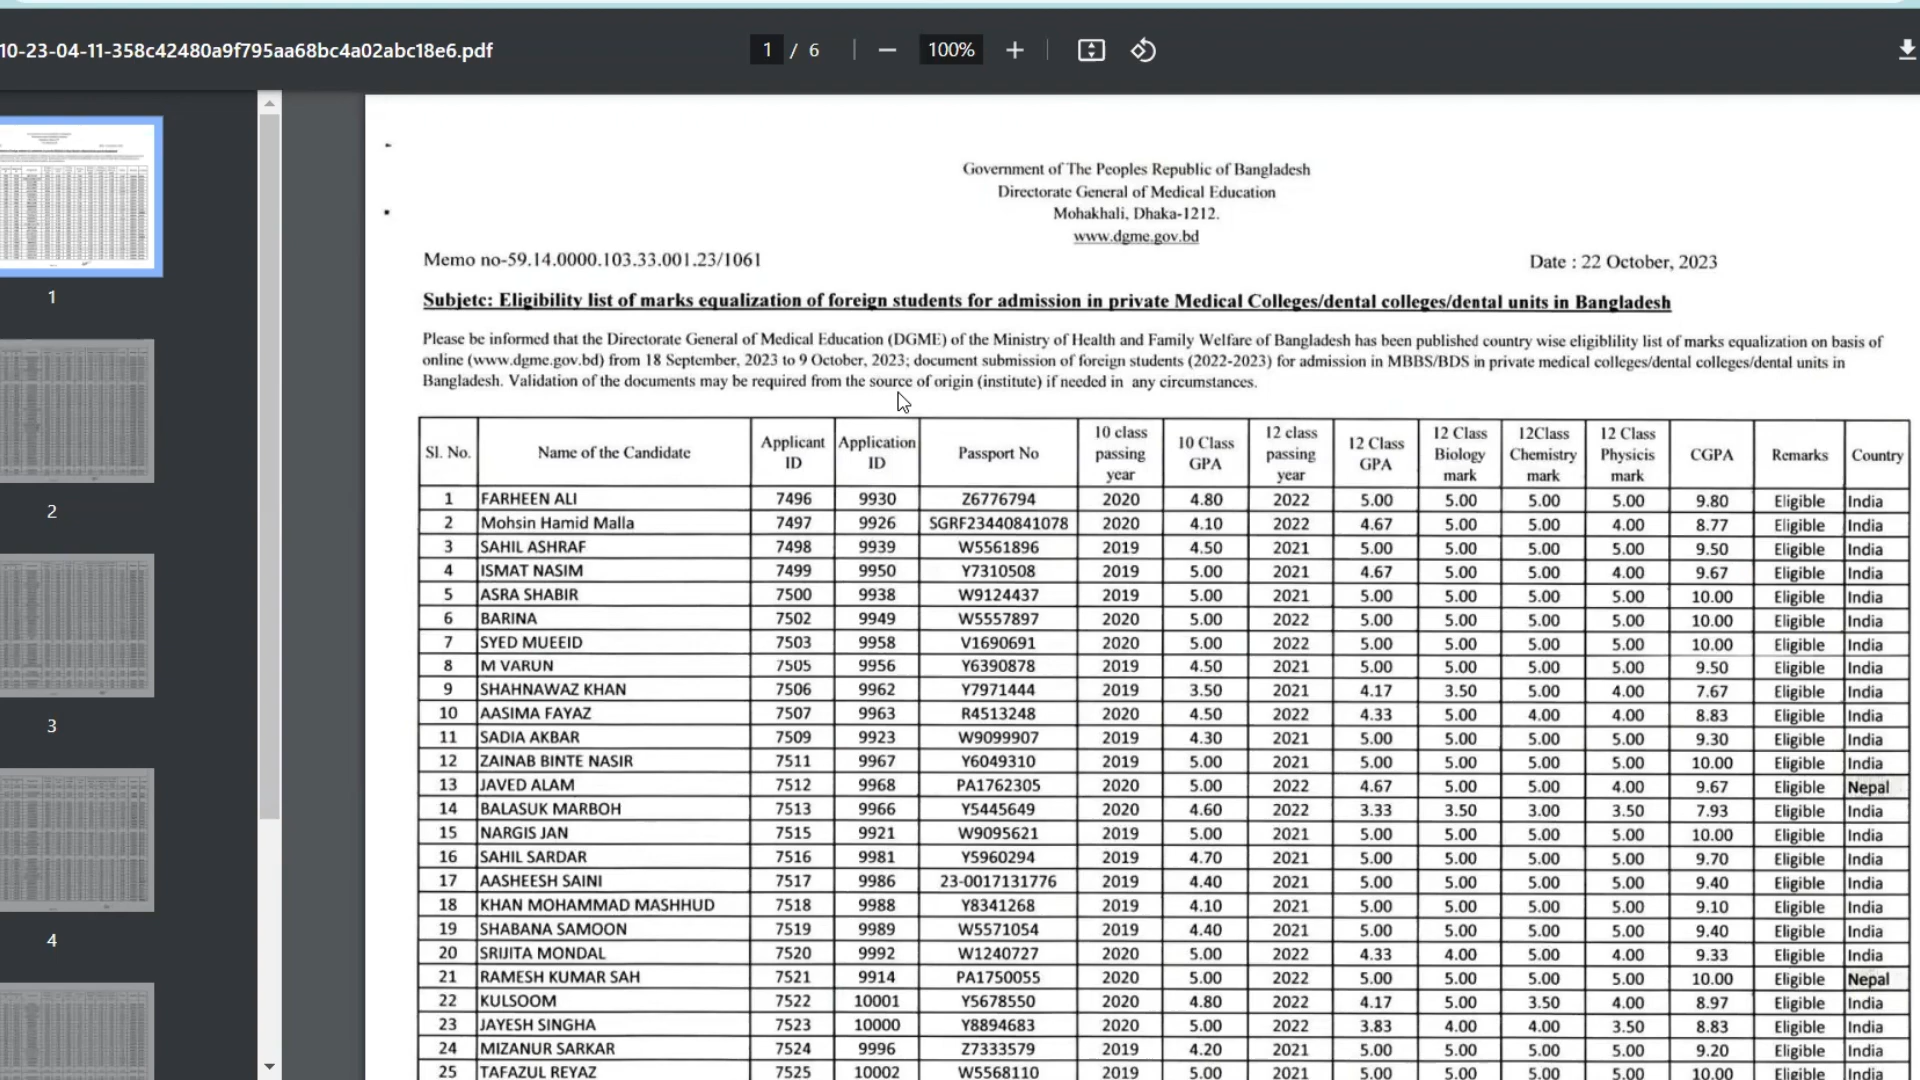 10-23-04-11-358c42480a9f795aa68bc4a02abc18e6.pdf
1 / 6
100%
1
2
3
4
Government of The Peoples Republic of Bangladesh
Directorate General of Medical Education
Mohakhali, Dhaka-1212.
www.dgme.gov.bd
Memo no-59.14.0000.103.33.001.23/1061 Date : 22 October, 2023
Subjetc: Eligibility list of marks equalization of foreign students for admission in private Medical Colleges/dental colleges/dental units in Bangladesh
Please be informed that the Directorate General of Medical Education (DGME) of the Ministry of Health and Family Welfare of Bangladesh has been published country wise eligiblility list of marks equalization on basis of
online (www.dgme.gov.bd) from 18 September, 2023 to 9 October, 2023; document submission of foreign students (2022-2023) for admission in MBBS/BDS in private medical colleges/dental colleges/dental units in
Bangladesh. Validation of the documents may be required from the source of origin (institute) if needed in any circumstances.
Sl. No. Name of the Candidate Applicant ID Application ID Passport No 10 class passing year 10 Class GPA 12 class passing year 12 Class GPA 12 Class Biology mark 12Class Chemistry mark 12 Class Physicis mark CGPA Remarks Country
1 FARHEEN ALI 7496 9930 Z6776794 2020 4.80 2022 5.00 5.00 5.00 5.00 9.80 Eligible India
2 Mohsin Hamid Malla 7497 9926 SGRF23440841078 2020 4.10 2022 4.67 5.00 5.00 4.00 8.77 Eligible India
3 SAHIL ASHRAF 7498 9939 W5561896 2019 4.50 2021 5.00 5.00 5.00 5.00 9.50 Eligible India
4 ISMAT NASIM 7499 9950 Y7310508 2019 5.00 2021 4.67 5.00 5.00 4.00 9.67 Eligible India
5 ASRA SHABIR 7500 9938 W9124437 2019 5.00 2021 5.00 5.00 5.00 5.00 10.00 Eligible India
6 BARINA 7502 9949 W5557897 2020 5.00 2022 5.00 5.00 5.00 5.00 10.00 Eligible India
7 SYED MUEEID 7503 9958 V1690691 2020 5.00 2022 5.00 5.00 5.00 5.00 10.00 Eligible India
8 M VARUN 7505 9956 Y6390878 2019 4.50 2021 5.00 5.00 5.00 5.00 9.50 Eligible India
9 SHAHNAWAZ KHAN 7506 9962 Y7971444 2019 3.50 2021 4.17 3.50 5.00 4.00 7.67 Eligible India
10 AASIMA FAYAZ 7507 9963 R4513248 2020 4.50 2022 4.33 5.00 4.00 4.00 8.83 Eligible India
11 SADIA AKBAR 7509 9923 W9099907 2019 4.30 2021 5.00 5.00 5.00 5.00 9.30 Eligible India
12 ZAINAB BINTE NASIR 7511 9967 Y6049310 2019 5.00 2021 5.00 5.00 5.00 5.00 10.00 Eligible India
13 JAVED ALAM 7512 9968 PA1762305 2020 5.00 2022 4.67 5.00 5.00 4.00 9.67 Eligible Nepal
14 BALASUK MARBOH 7513 9966 Y5445649 2020 4.60 2022 3.33 3.50 3.00 3.50 7.93 Eligible India
15 NARGIS JAN 7515 9921 W9095621 2019 5.00 2021 5.00 5.00 5.00 5.00 10.00 Eligible India
16 SAHIL SARDAR 7516 9981 Y5960294 2019 4.70 2021 5.00 5.00 5.00 5.00 9.70 Eligible India
17 AASHEESH SAINI 7517 9986 23-0017131776 2019 4.40 2021 5.00 5.00 5.00 5.00 9.40 Eligible India
18 KHAN MOHAMMAD MASHHUD 7518 9988 Y8341268 2019 4.10 2021 5.00 5.00 5.00 5.00 9.10 Eligible India
19 SHABANA SAMOON 7519 9989 W5571054 2019 4.40 2021 5.00 5.00 5.00 5.00 9.40 Eligible India
20 SRIJITA MONDAL 7520 9992 W1240727 2020 5.00 2022 4.33 4.00 5.00 4.00 9.33 Eligible India
21 RAMESH KUMAR SAH 7521 9914 PA1750055 2020 5.00 2022 5.00 5.00 5.00 5.00 10.00 Eligible Nepal
22 KULSOOM 7522 10001 Y5678550 2020 4.80 2022 4.17 5.00 3.50 4.00 8.97 Eligible India
23 JAYESH SINGHA 7523 10000 Y8894683 2020 5.00 2022 3.83 4.00 4.00 3.50 8.83 Eligible India
24 MIZANUR SARKAR 7524 9996 Z7333579 2019 4.20 2021 5.00 5.00 5.00 5.00 9.20 Eligible India
25 TAFAZUL REYAZ 7525 10002 W5568110 2019 5.00 2021 5.00 5.00 5.00 5.00 10.00 Eligible India